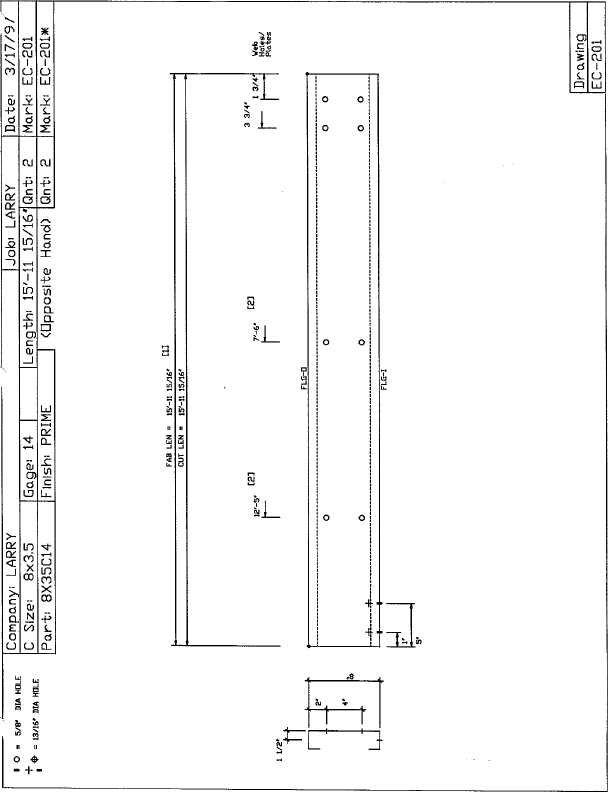 ■ O = 5/8" DIA HOLE
= 13/16" DIA HOLE
Company: LARRY Job: LARRY Date: 3/17/9/
C Size: 8x3.5 Gage: 14 Length: 15'-11 15/16" Qnt: 2 Mark: EC-201
Part: 8X35C14 Finish: PRIME (Opposite Hand) Qnt: 2 Mark: EC-201*
FAB LEN = 15'-11 15/16" [1]
CUT LEN = 15'-11 15/16"
12'-5" [2]
7'-6" [2]
3 3/4"
1 3/4"
Web
Holes/
Plates
FLG-O
FLG-I
1'
5'
1 1/2"
2"
4"
8"
Drawing
EC-201